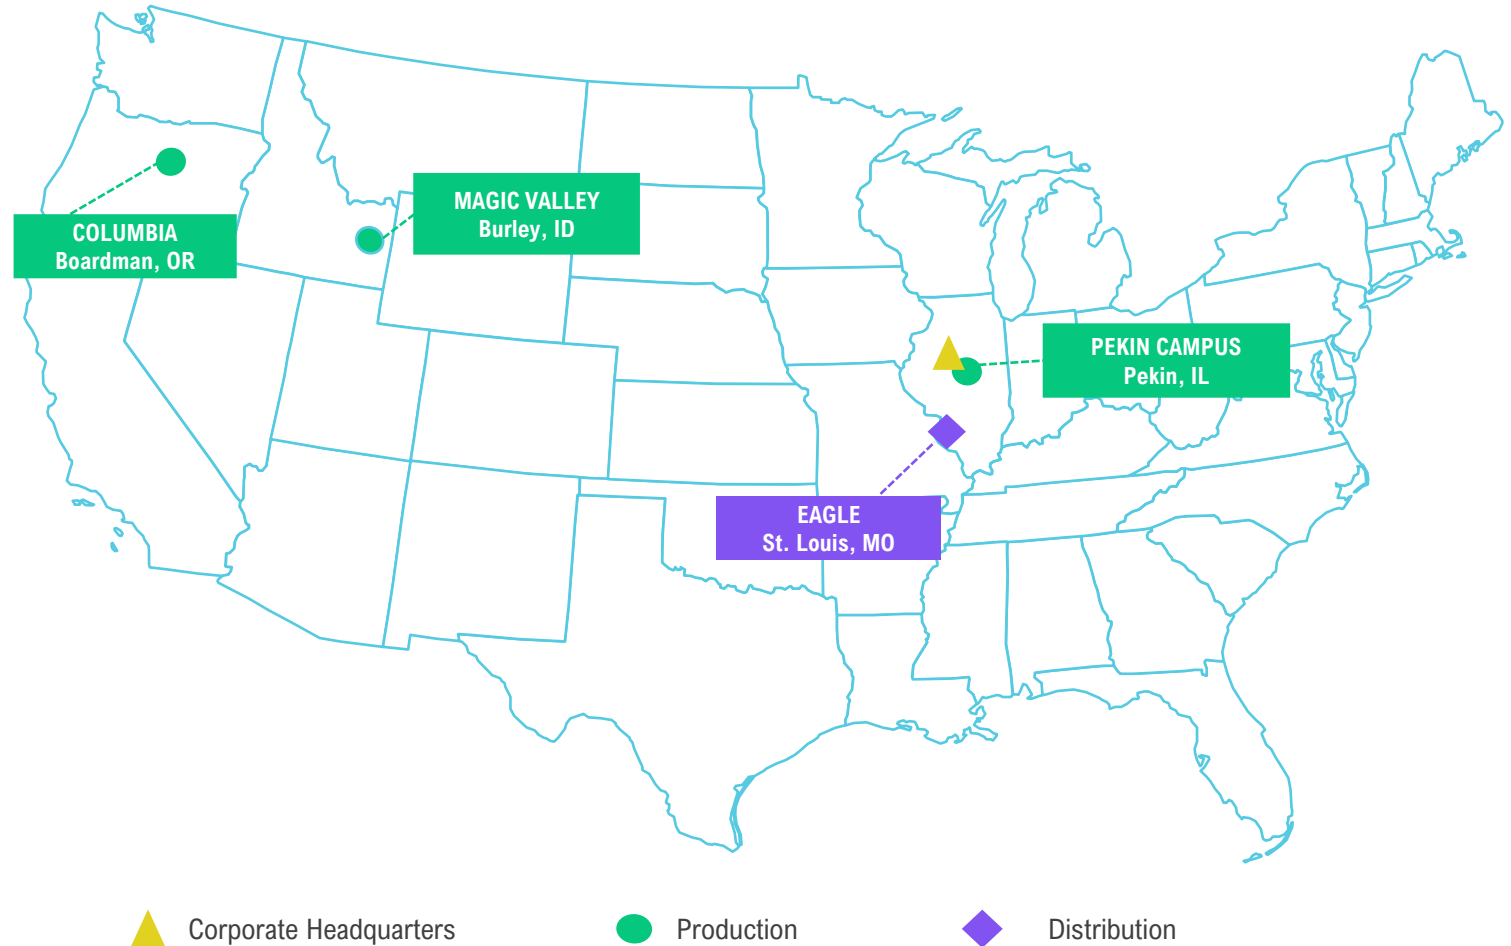 MAGIC VALLEY
Burley, ID
COLUMBIA
Boardman, OR
PEKIN CAMPUS
Pekin, IL
EAGLE
St. Louis, MO
Corporate Headquarters
Production
Distribution